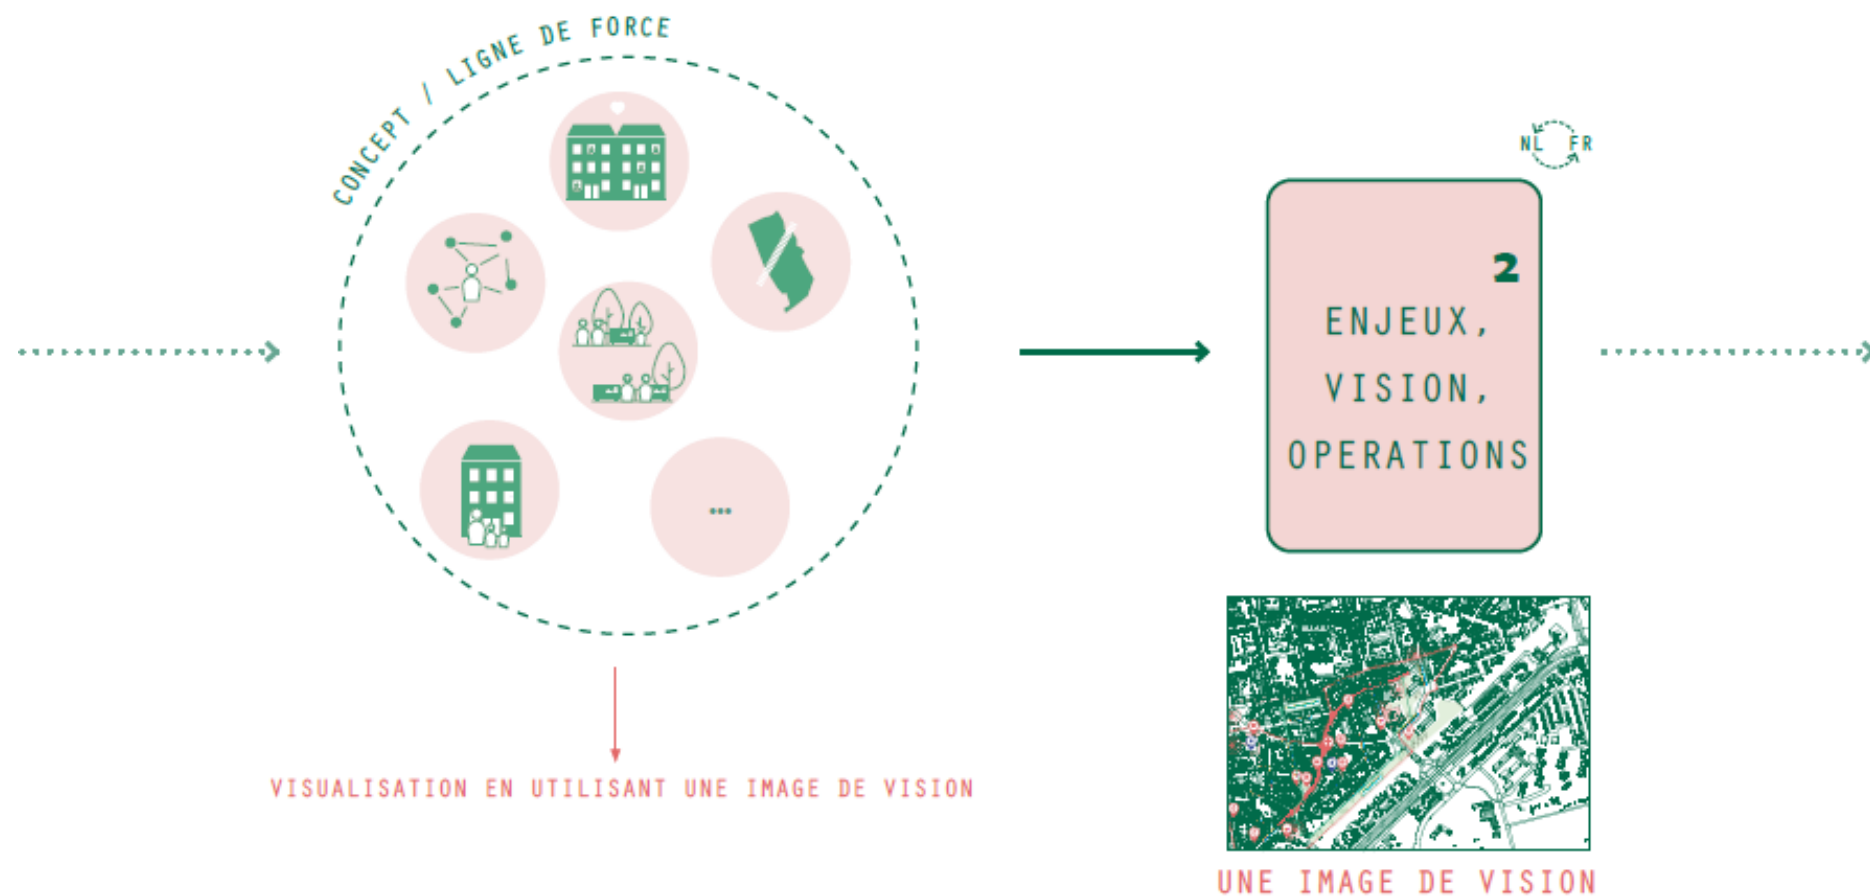 CONCEPT / LIGNE DE FORCE
...
VISUALISATION EN UTILISANT UNE IMAGE DE VISION
NL FR
2
ENJEUX,
VISION,
OPERATIONS
UNE IMAGE DE VISION